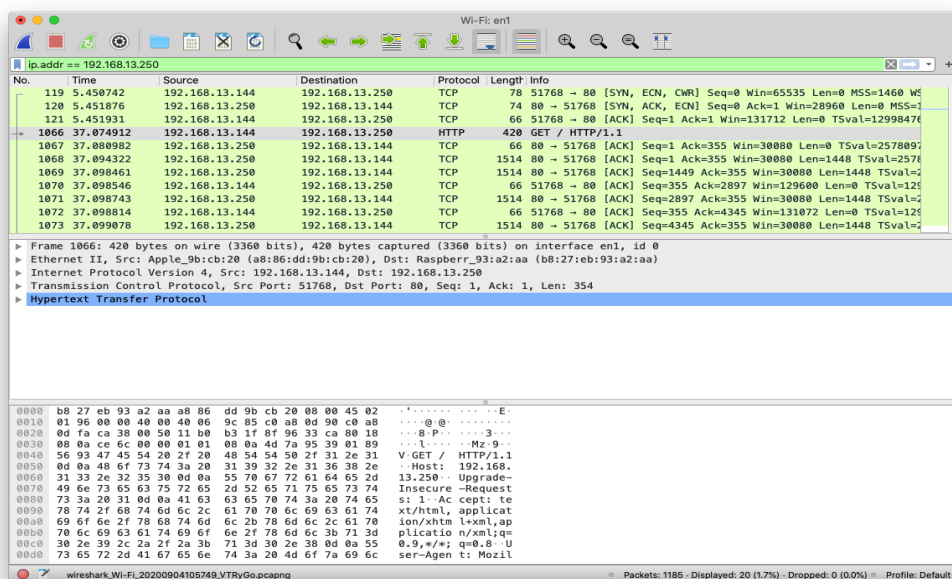 Wi-Fi: en1
ip.addr == 192.168.13.250
No. Time Source Destination Protocol Length Info
119 5.450742 192.168.13.144 192.168.13.250 TCP 78 51768 → 80 [SYN, ECN, CWR] Seq=0 Win=65535 Len=0 MSS=1460 WS
120 5.451876 192.168.13.250 192.168.13.144 TCP 74 80 → 51768 [SYN, ACK, ECN] Seq=0 Ack=1 Win=28960 Len=0 MSS=1
121 5.451931 192.168.13.144 192.168.13.250 TCP 66 51768 → 80 [ACK] Seq=1 Ack=1 Win=131712 Len=0 TSval=12998476
1066 37.074912 192.168.13.144 192.168.13.250 HTTP 420 GET / HTTP/1.1
1067 37.080982 192.168.13.250 192.168.13.144 TCP 66 80 → 51768 [ACK] Seq=1 Ack=355 Win=30080 Len=0 TSval=2578097
1068 37.094322 192.168.13.250 192.168.13.144 TCP 1514 80 → 51768 [ACK] Seq=1 Ack=355 Win=30080 Len=1448 TSval=2578
1069 37.098461 192.168.13.250 192.168.13.144 TCP 1514 80 → 51768 [ACK] Seq=1449 Ack=355 Win=30080 Len=1448 TSval=2
1070 37.098546 192.168.13.144 192.168.13.250 TCP 66 51768 → 80 [ACK] Seq=355 Ack=2897 Win=129600 Len=0 TSval=129
1071 37.098743 192.168.13.250 192.168.13.144 TCP 1514 80 → 51768 [ACK] Seq=2897 Ack=355 Win=30080 Len=1448 TSval=2
1072 37.098814 192.168.13.144 192.168.13.250 TCP 66 51768 → 80 [ACK] Seq=355 Ack=4345 Win=131072 Len=0 TSval=129
1073 37.099078 192.168.13.250 192.168.13.144 TCP 1514 80 → 51768 [ACK] Seq=4345 Ack=355 Win=30080 Len=1448 TSval=2
Frame 1066: 420 bytes on wire (3360 bits), 420 bytes captured (3360 bits) on interface en1, id 0
Ethernet II, Src: Apple_9b:cb:20 (a8:86:dd:9b:cb:20), Dst: Raspberr_93:a2:aa (b8:27:eb:93:a2:aa)
Internet Protocol Version 4, Src: 192.168.13.144, Dst: 192.168.13.250
Transmission Control Protocol, Src Port: 51768, Dst Port: 80, Seq: 1, Ack: 1, Len: 354
Hypertext Transfer Protocol
0000 b8 27 eb 93 a2 aa a8 86 dd 9b cb 20 08 00 45 02 ·'······ ··· ··E·
0010 01 96 00 00 40 00 40 06 9c 85 c0 a8 0d 90 c0 a8 ····@·@· ········
0020 0d fa ca 38 00 50 11 b0 b3 1f 8f 96 33 ca 80 18 ···8·P·· ····3···
0030 08 0a ce 6c 00 00 01 01 08 0a 4d 7a 95 39 01 89 ···l···· ··Mz·9··
0040 56 93 47 45 54 20 2f 20 48 54 54 50 2f 31 2e 31 V·GET / HTTP/1.1
0050 0d 0a 48 6f 73 74 3a 20 31 39 32 2e 31 36 38 2e ··Host: 192.168.
0060 31 33 2e 32 35 30 0d 0a 55 70 67 72 61 64 65 2d 13.250·· Upgrade-
0070 49 6e 73 65 63 75 72 65 2d 52 65 71 75 65 73 74 Insecure -Request
0080 73 3a 20 31 0d 0a 41 63 63 65 70 74 3a 20 74 65 s: 1··Ac cept: te
0090 78 74 2f 68 74 6d 6c 2c 61 70 70 6c 69 63 61 74 xt/html, applicat
00a0 69 6f 6e 2f 78 68 74 6d 6c 2b 78 6d 6c 2c 61 70 ion/xhtm l+xml,ap
00b0 70 6c 69 63 61 74 69 6f 6e 2f 78 6d 6c 3b 71 3d plicatio n/xml;q=
00c0 30 2e 39 2c 2a 2f 2a 3b 71 3d 30 2e 38 0d 0a 55 0.9,*/*; q=0.8··U
00d0 73 65 72 2d 41 67 65 6e 74 3a 20 4d 6f 7a 69 6c ser-Agen t: Mozil
wireshark_Wi-Fi_20200904105749_VTRyGo.pcapng Packets: 1185 · Displayed: 20 (1.7%) · Dropped: 0 (0.0%) Profile: Default